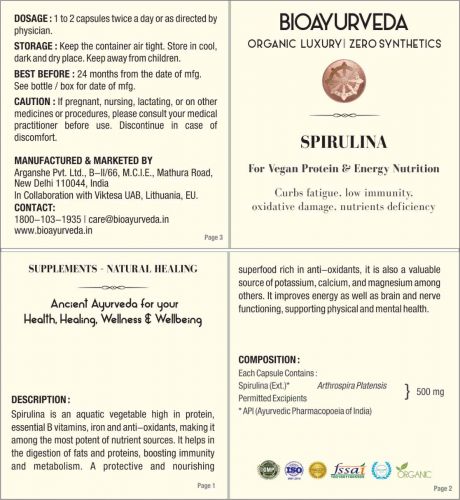 DOSAGE : 1 to 2 capsules twice a day or as directed by
physician.
STORAGE : Keep the container air tight. Store in cool,
dark and dry place. Keep away from children.
BEST BEFORE : 24 months from the date of mfg.
See bottle / box for date of mfg.
CAUTION : If pregnant, nursing, lactating, or on other
medicines or procedures, please consult your medical
practitioner before use. Discontinue in case of
discomfort.
MANUFACTURED & MARKETED BY
Arganshe Pvt. Ltd., B-II/66, M.C.I.E., Mathura Road,
New Delhi 110044, India
In Collaboration with Viktesa UAB, Lithuania, EU.
CONTACT:
1800-103-1935 | care@bioayurveda.in
www.bioayurveda.in
Page 3
BIOAYURVEDA
ORGANIC LUXURY | ZERO SYNTHETICS
SPIRULINA
For Vegan Protein & Energy Nutrition
Curbs fatigue, low immunity,
oxidative damage, nutrients deficiency
SUPPLEMENTS - NATURAL HEALING
Ancient Ayurveda for your
Health, Healing, Wellness & Wellbeing
DESCRIPTION :
Spirulina is an aquatic vegetable high in protein,
essential B vitamins, iron and anti-oxidants, making it
among the most potent of nutrient sources. It helps in
the digestion of fats and proteins, boosting immunity
and metabolism. A protective and nourishing
Page 1
superfood rich in anti-oxidants, it is also a valuable
source of potassium, calcium, and magnesium among
others. It improves energy as well as brain and nerve
functioning, supporting physical and mental health.
COMPOSITION :
Each Capsule Contains :
Spirulina (Ext.)* Arthrospira Platensis } 500 mg
Permitted Excipients
* API (Ayurvedic Pharmacopoeia of India)
GMP
fssai
ORGANIC
Page 2